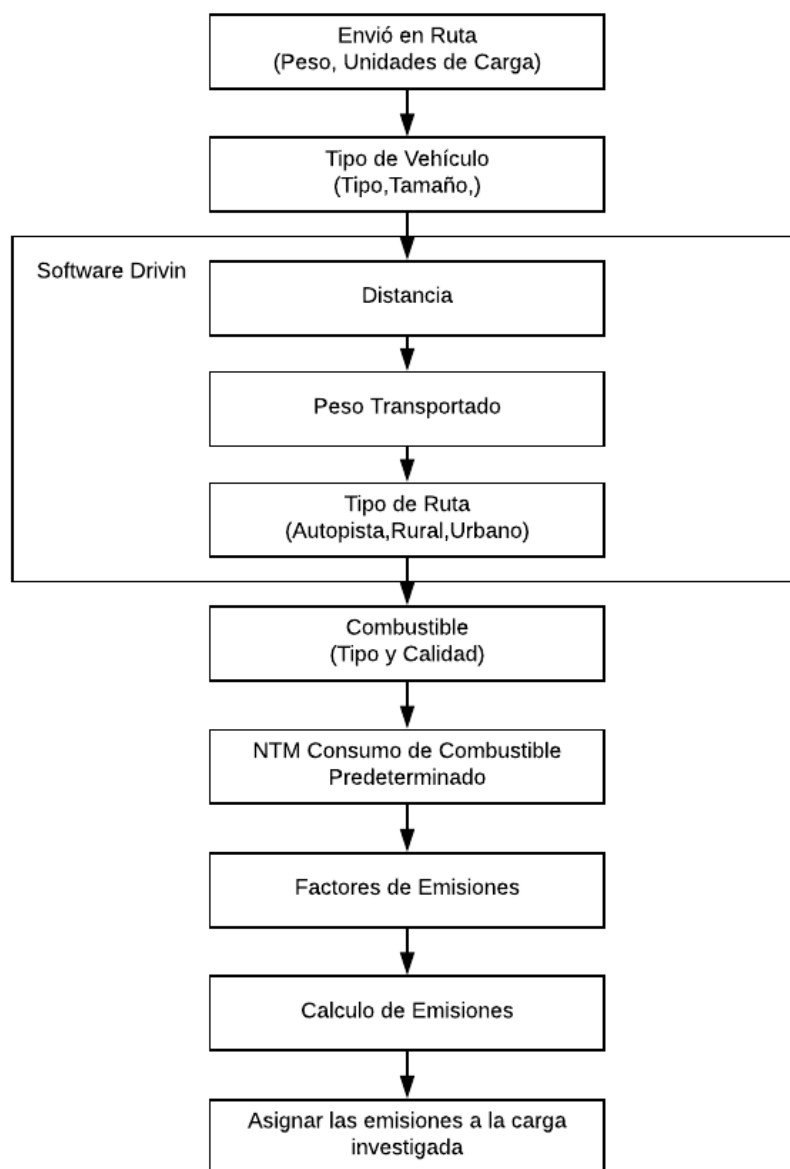 Envió en Ruta
(Peso, Unidades de Carga)
Tipo de Vehículo
(Tipo,Tamaño,)
Software Drivin
Distancia
Peso Transportado
Tipo de Ruta
(Autopista,Rural,Urbano)
Combustible
(Tipo y Calidad)
NTM Consumo de Combustible
Predeterminado
Factores de Emisiones
Calculo de Emisiones
Asignar las emisiones a la carga
investigada